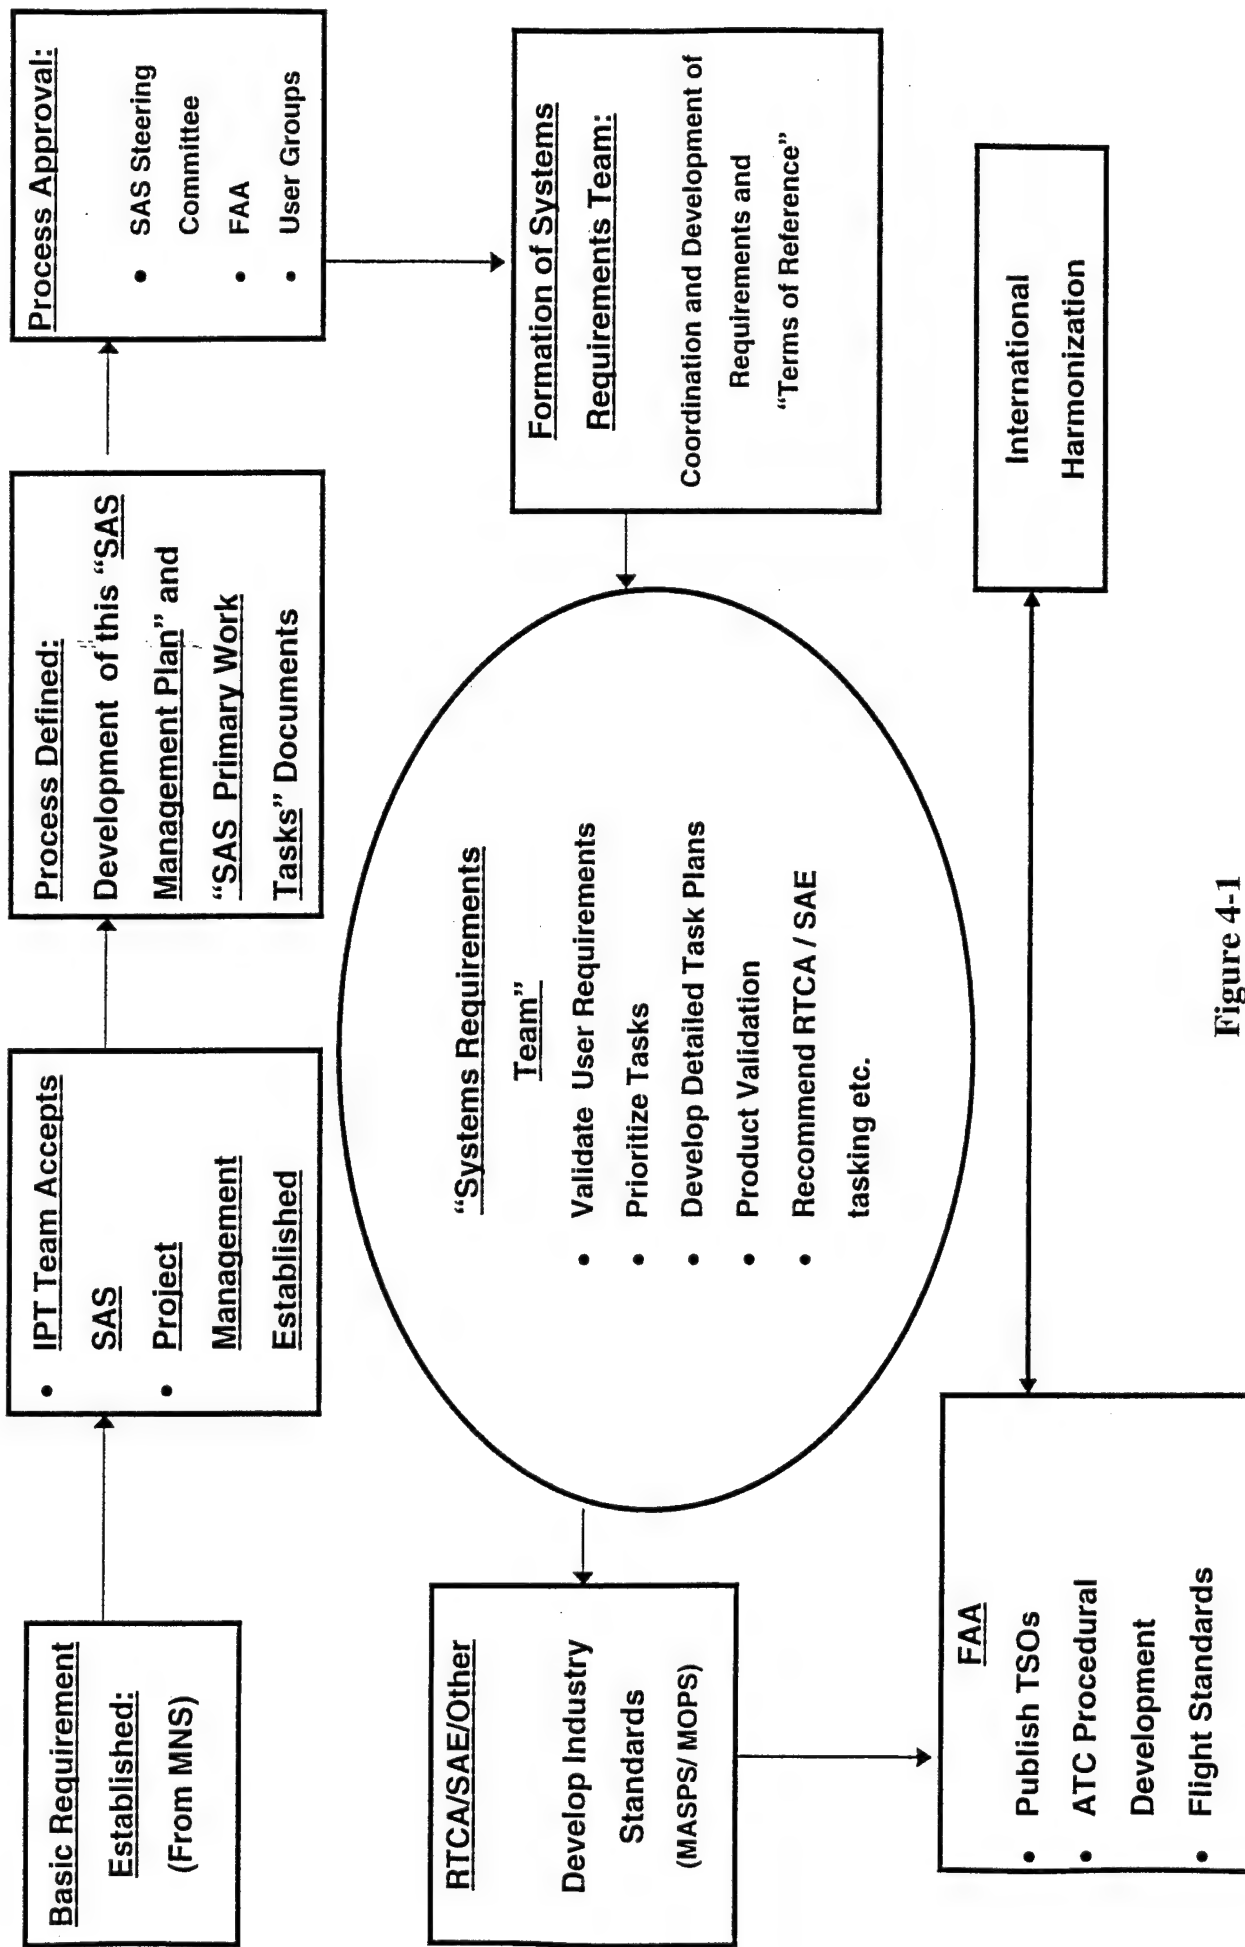 Basic Requirement
Established:
(From MNS)
• IPT Team Accepts
SAS
• Project
Management
Established
Process Defined:
Development of this “SAS
Management Plan” and
“SAS Primary Work
Tasks” Documents
Process Approval:
• SAS Steering
Committee
• FAA
• User Groups
Formation of Systems
Requirements Team:
Coordination and Development of
Requirements and
“Terms of Reference”
“Systems Requirements
Team”
• Validate User Requirements
• Prioritize Tasks
• Develop Detailed Task Plans
• Product Validation
• Recommend RTCA / SAE
tasking etc.
RTCA/SAE/Other
Develop Industry
Standards
(MASPS/ MOPS)
FAA
• Publish TSOs
• ATC Procedural
Development
• Flight Standards
International
Harmonization
Figure 4-1